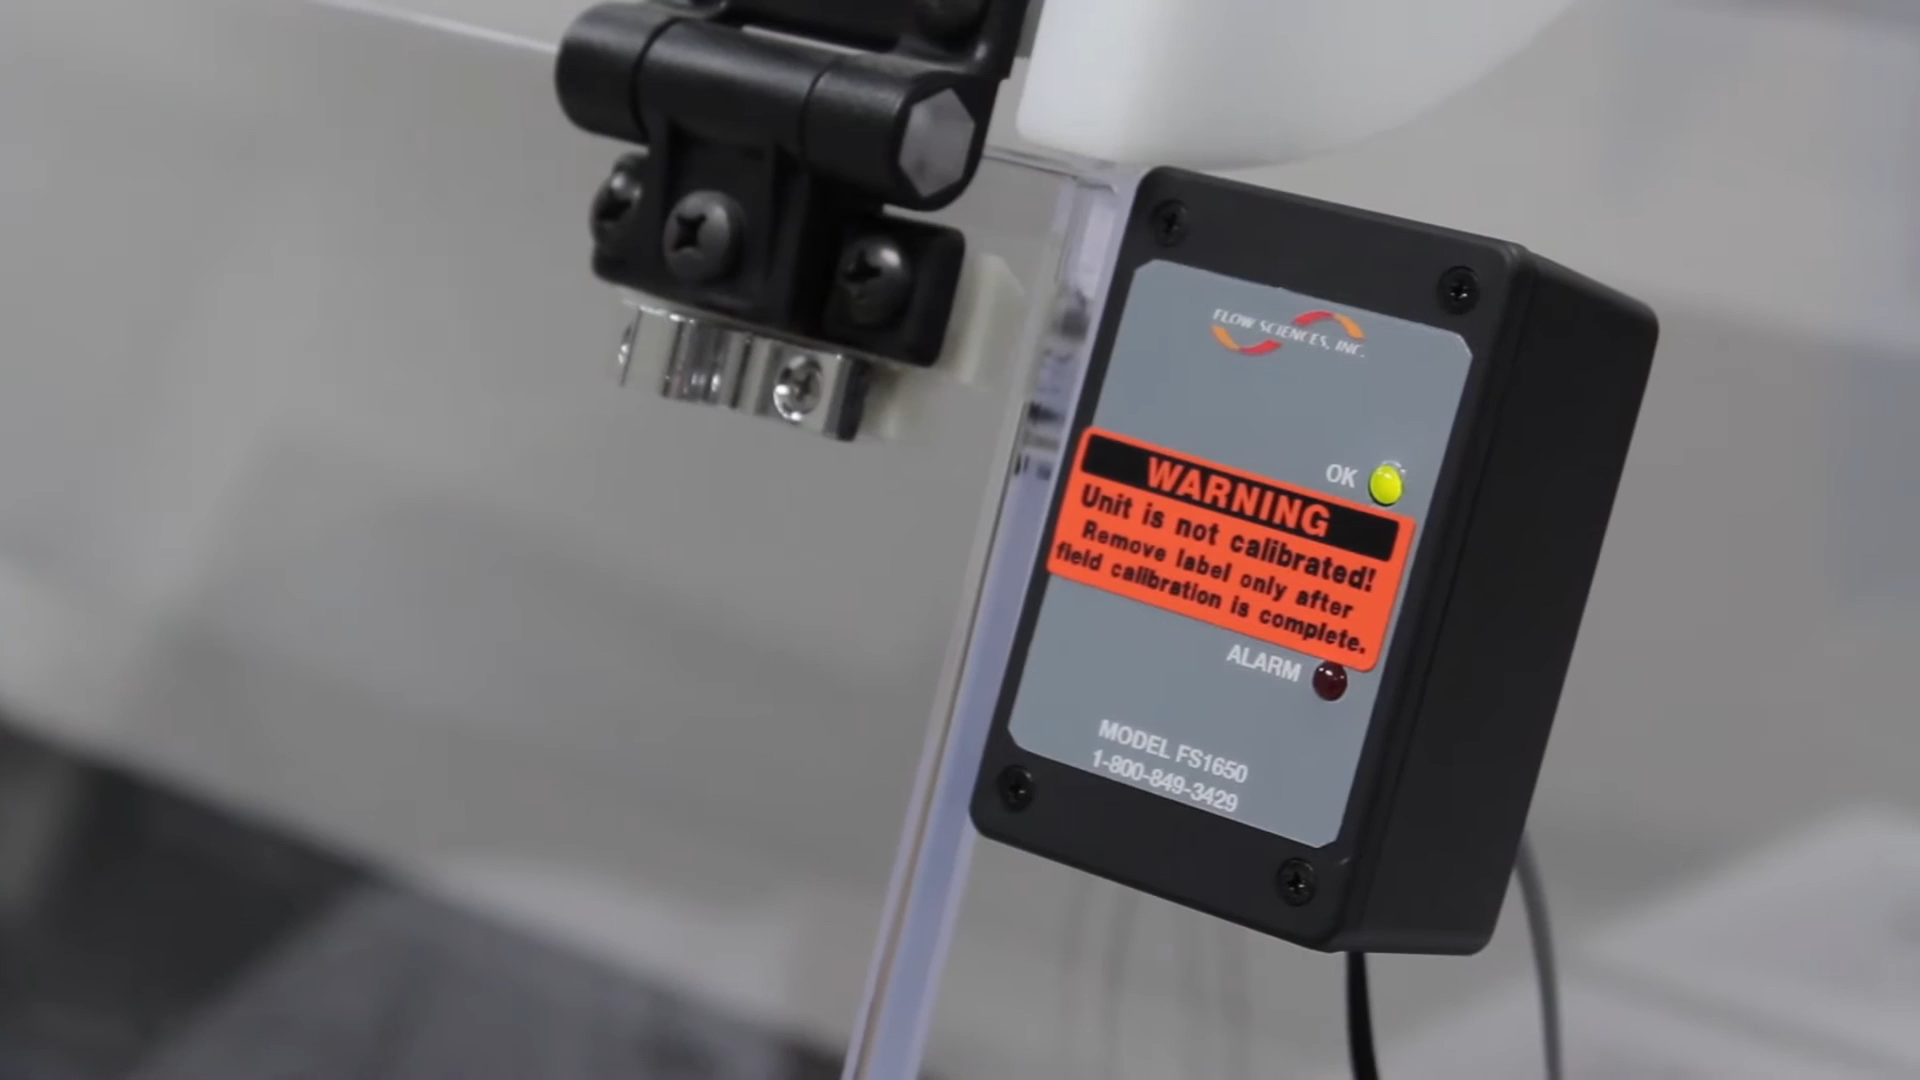 FLOW SCIENCES, INC.
OK
WARNING
Unit is not calibrated!
Remove label only after
field calibration is complete.
ALARM
MODEL FS1650
1-800-849-3429